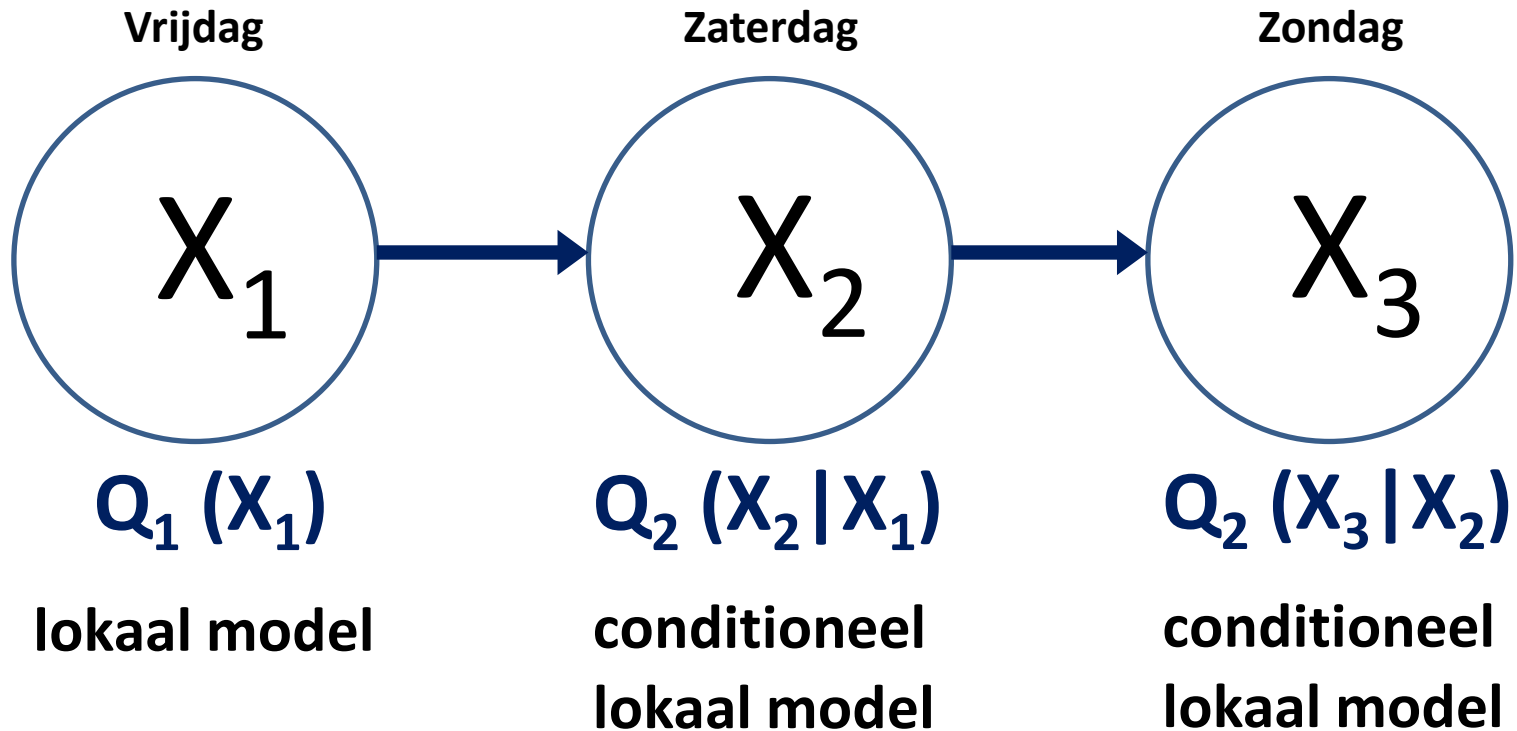 Vrijdag Zaterdag Zondag
X₁ X₂ X₃
Q₁ (X₁) Q₂ (X₂|X₁) Q₂ (X₃|X₂)
lokaal model conditioneel conditioneel
lokaal model lokaal model